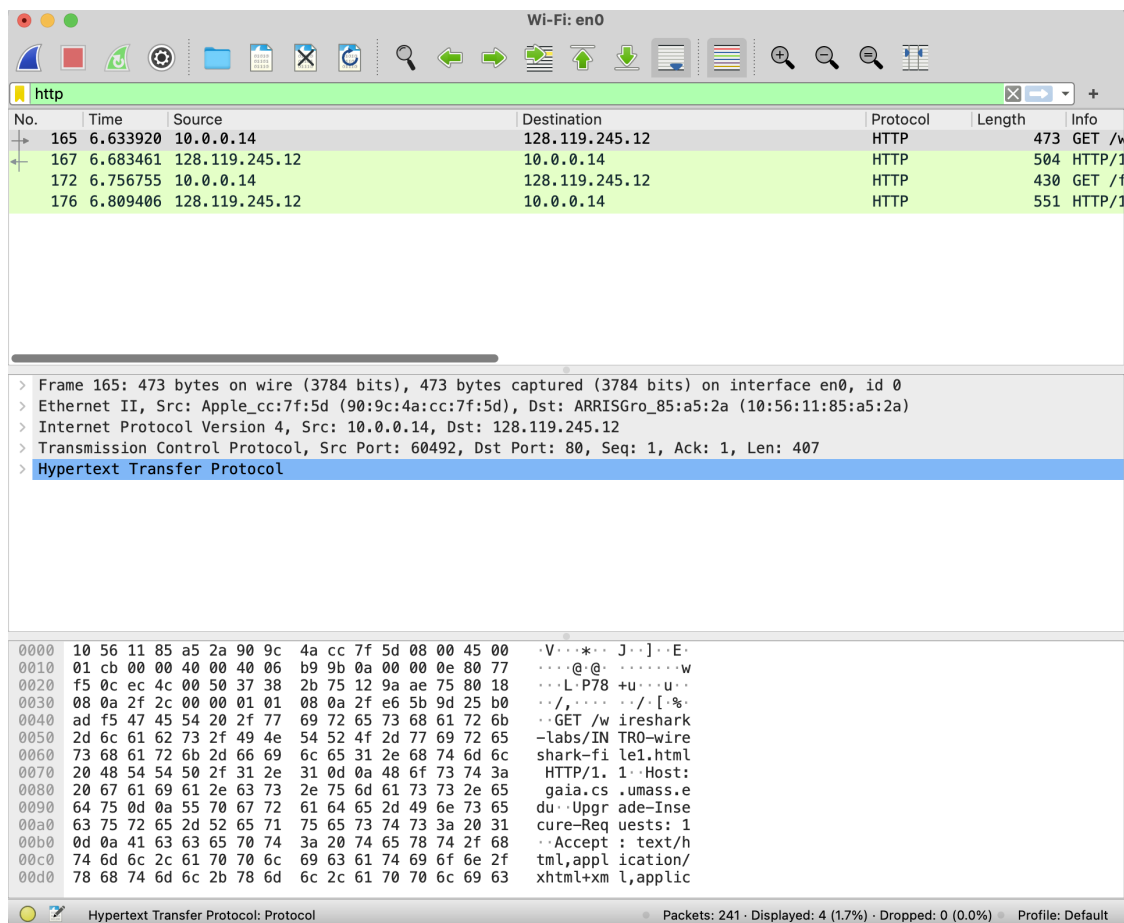 Wi-Fi: en0
http
No. Time Source Destination Protocol Length Info
165 6.633920 10.0.0.14 128.119.245.12 HTTP 473 GET /w
167 6.683461 128.119.245.12 10.0.0.14 HTTP 504 HTTP/1
172 6.756755 10.0.0.14 128.119.245.12 HTTP 430 GET /f
176 6.809406 128.119.245.12 10.0.0.14 HTTP 551 HTTP/1
Frame 165: 473 bytes on wire (3784 bits), 473 bytes captured (3784 bits) on interface en0, id 0
Ethernet II, Src: Apple_cc:7f:5d (90:9c:4a:cc:7f:5d), Dst: ARRISGro_85:a5:2a (10:56:11:85:a5:2a)
Internet Protocol Version 4, Src: 10.0.0.14, Dst: 128.119.245.12
Transmission Control Protocol, Src Port: 60492, Dst Port: 80, Seq: 1, Ack: 1, Len: 407
Hypertext Transfer Protocol
0000 10 56 11 85 a5 2a 90 9c 4a cc 7f 5d 08 00 45 00 ·V···*·· J··]··E·
0010 01 cb 00 00 40 00 40 06 b9 9b 0a 00 00 0e 80 77 ····@·@· ·······w
0020 f5 0c ec 4c 00 50 37 38 2b 75 12 9a ae 75 80 18 ···L·P78 +u···u··
0030 08 0a 2f 2c 00 00 01 01 08 0a 2f e6 5b 9d 25 b0 ··/,···· ··/·[·%·
0040 ad f5 47 45 54 20 2f 77 69 72 65 73 68 61 72 6b ··GET /w ireshark
0050 2d 6c 61 62 73 2f 49 4e 54 52 4f 2d 77 69 72 65 -labs/IN TRO-wire
0060 73 68 61 72 6b 2d 66 69 6c 65 31 2e 68 74 6d 6c shark-fi le1.html
0070 20 48 54 54 50 2f 31 2e 31 0d 0a 48 6f 73 74 3a HTTP/1. 1··Host:
0080 20 67 61 69 61 2e 63 73 2e 75 6d 61 73 73 2e 65 gaia.cs .umass.e
0090 64 75 0d 0a 55 70 67 72 61 64 65 2d 49 6e 73 65 du··Upgr ade-Inse
00a0 63 75 72 65 2d 52 65 71 75 65 73 74 73 3a 20 31 cure-Req uests: 1
00b0 0d 0a 41 63 63 65 70 74 3a 20 74 65 78 74 2f 68 ··Accept : text/h
00c0 74 6d 6c 2c 61 70 70 6c 69 63 61 74 69 6f 6e 2f tml,appl ication/
00d0 78 68 74 6d 6c 2b 78 6d 6c 2c 61 70 70 6c 69 63 xhtml+xm l,applic
Hypertext Transfer Protocol: Protocol Packets: 241 · Displayed: 4 (1.7%) · Dropped: 0 (0.0%) Profile: Default